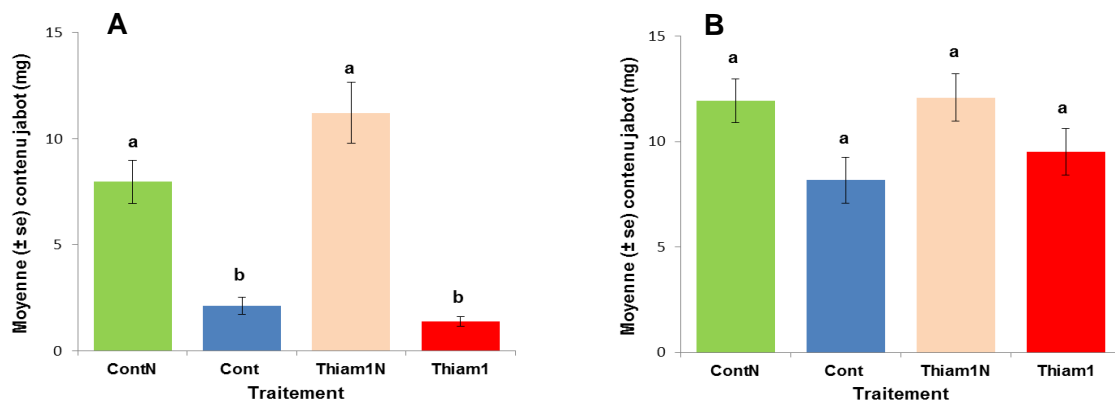 A
Moyenne (± se) contenu jabot (mg)
15
10
5
0
a
b
a
b
ContN Cont Thiam1N Thiam1
Traitement
B
Moyenne (± se) contenu jabot (mg)
15
10
5
0
a
a
a
a
ContN Cont Thiam1N Thiam1
Traitement